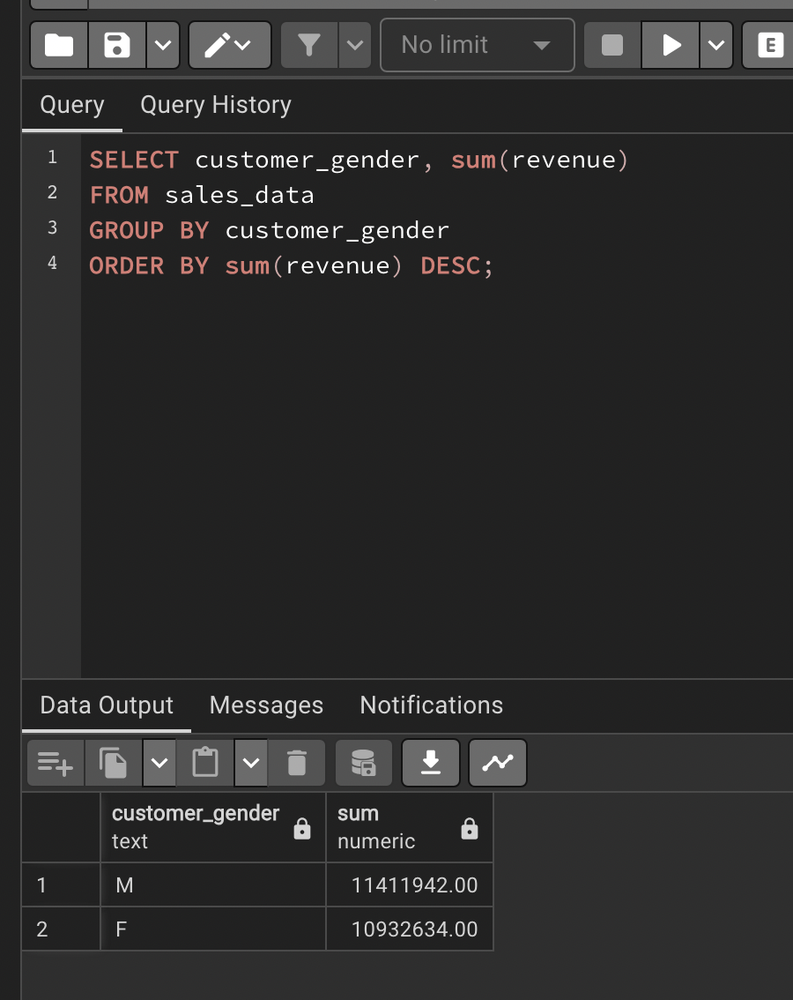 No limit
E
Query Query History
1 SELECT customer_gender, sum(revenue)
2 FROM sales_data
3 GROUP BY customer_gender
4 ORDER BY sum(revenue) DESC;
Data Output Messages Notifications
customer_gender sum
text numeric
1 M 11411942.00
2 F 10932634.00